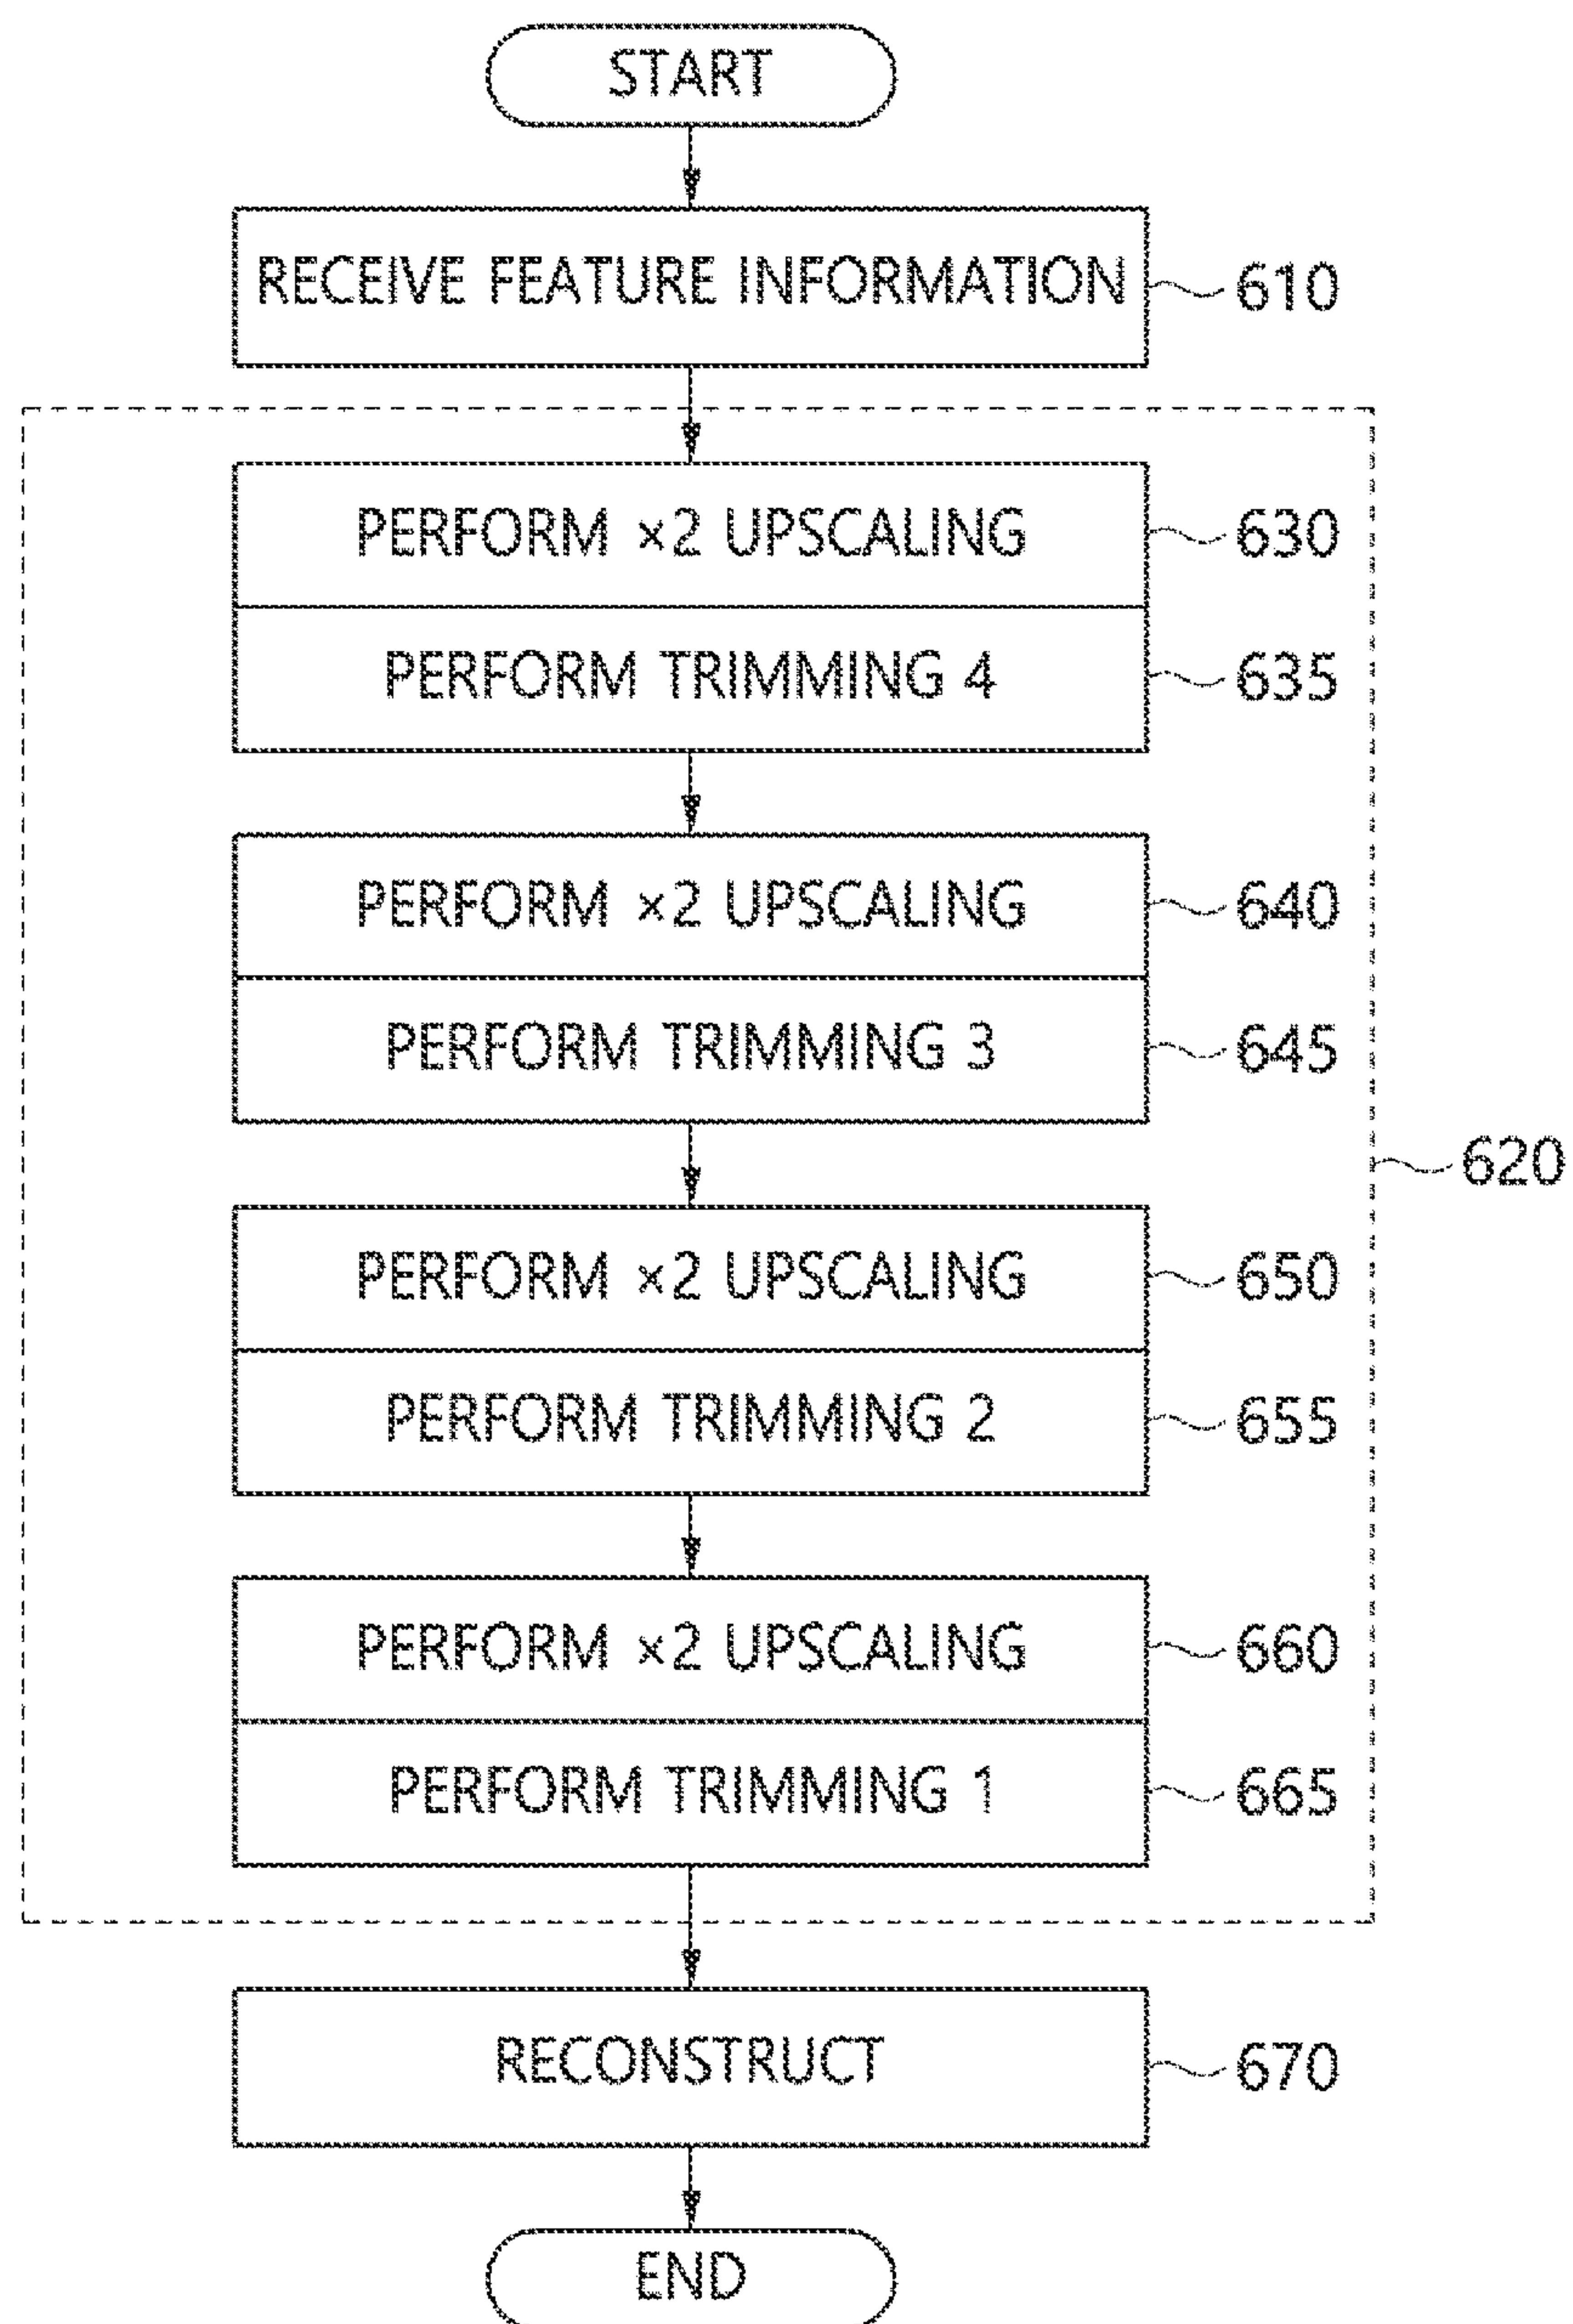 START
RECEIVE FEATURE INFORMATION 610
PERFORM ×2 UPSCALING 630
PERFORM TRIMMING 4 635
PERFORM ×2 UPSCALING 640
PERFORM TRIMMING 3 645
620
PERFORM ×2 UPSCALING 650
PERFORM TRIMMING 2 655
PERFORM ×2 UPSCALING 660
PERFORM TRIMMING 1 665
RECONSTRUCT 670
END